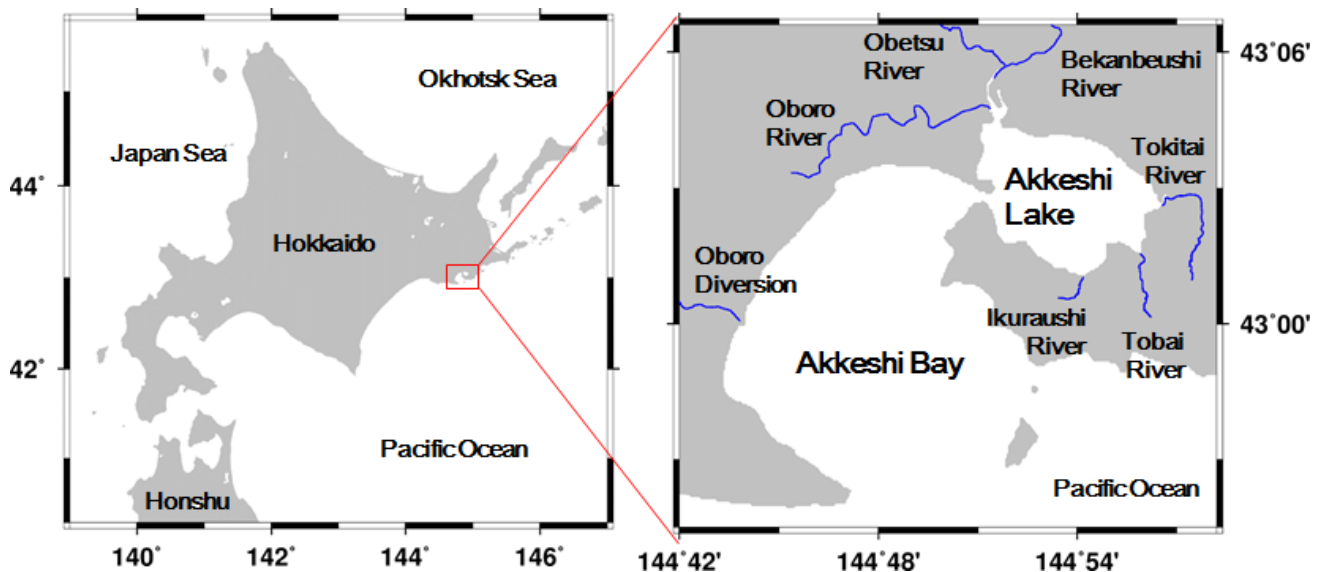 Okhotsk Sea
Japan Sea
44˚
Hokkaido
42˚
Pacific Ocean
Honshu
140˚
142˚
144˚
146˚
Obetsu
River
Bekanbeushi
River
43˚06'
Oboro
River
Tokitai
River
Akkeshi
Lake
Oboro
Diversion
Ikuraushi
River
Tobai
River
43˚00'
Akkeshi Bay
Pacific Ocean
144˚42'
144˚48'
144˚54'